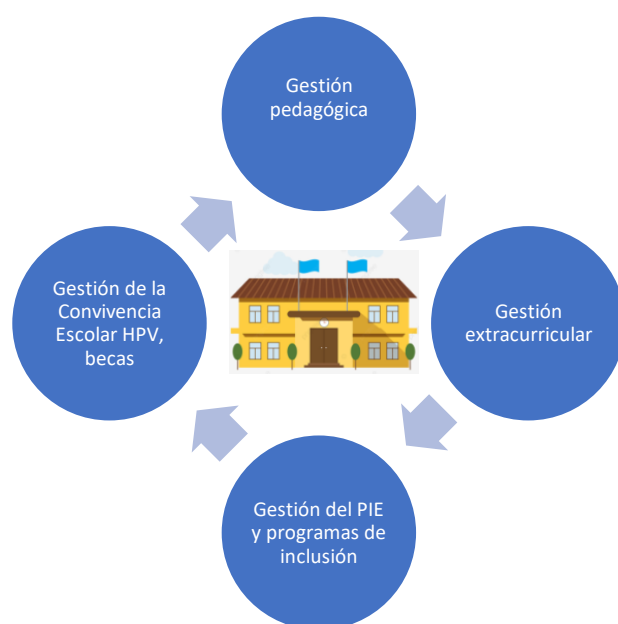 Gestión
pedagógica
Gestión
extracurricular
Gestión del PIE
y programas de
inclusión
Gestión de la
Convivencia
Escolar HPV,
becas